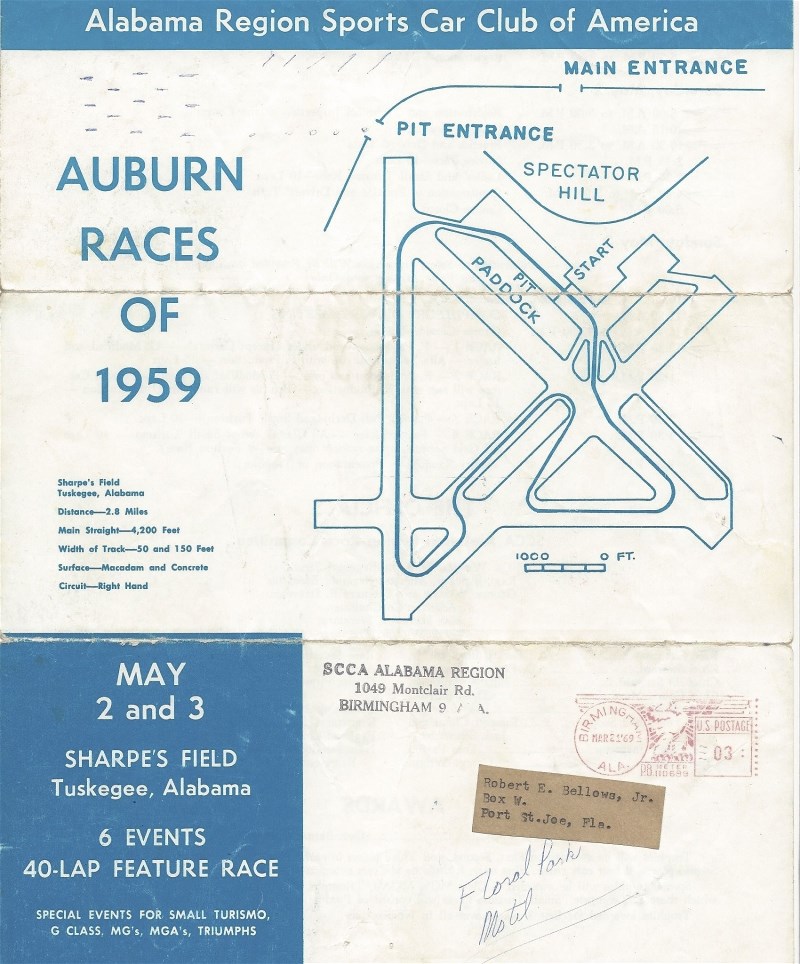 Alabama Region Sports Car Club of America
MAIN ENTRANCE
PIT ENTRANCE
SPECTATOR
HILL
START
PIT
PADDOCK
AUBURN
RACES
OF
1959
Sharpe's Field
Tuskegee, Alabama
Distance—2.8 Miles
Main Straight—4,200 Feet
Width of Track—50 and 150 Feet
Surface—Macadam and Concrete
Circuit—Right Hand
1000 0 FT.
MAY
2 and 3
SHARPE'S FIELD
Tuskegee, Alabama
6 EVENTS
40-LAP FEATURE RACE
SPECIAL EVENTS FOR SMALL TURISMO,
G CLASS, MG's, MGA's, TRIUMPHS
SCCA ALABAMA REGION
1049 Montclair Rd.
BIRMINGHAM 9 A.
BIRMINGHAM
ALA.
U.S. POSTAGE
03
P.B. METER
Robert E. Bellows, Jr.
Box W.
Port St.Joe, Fla.
Floral Park
Motel